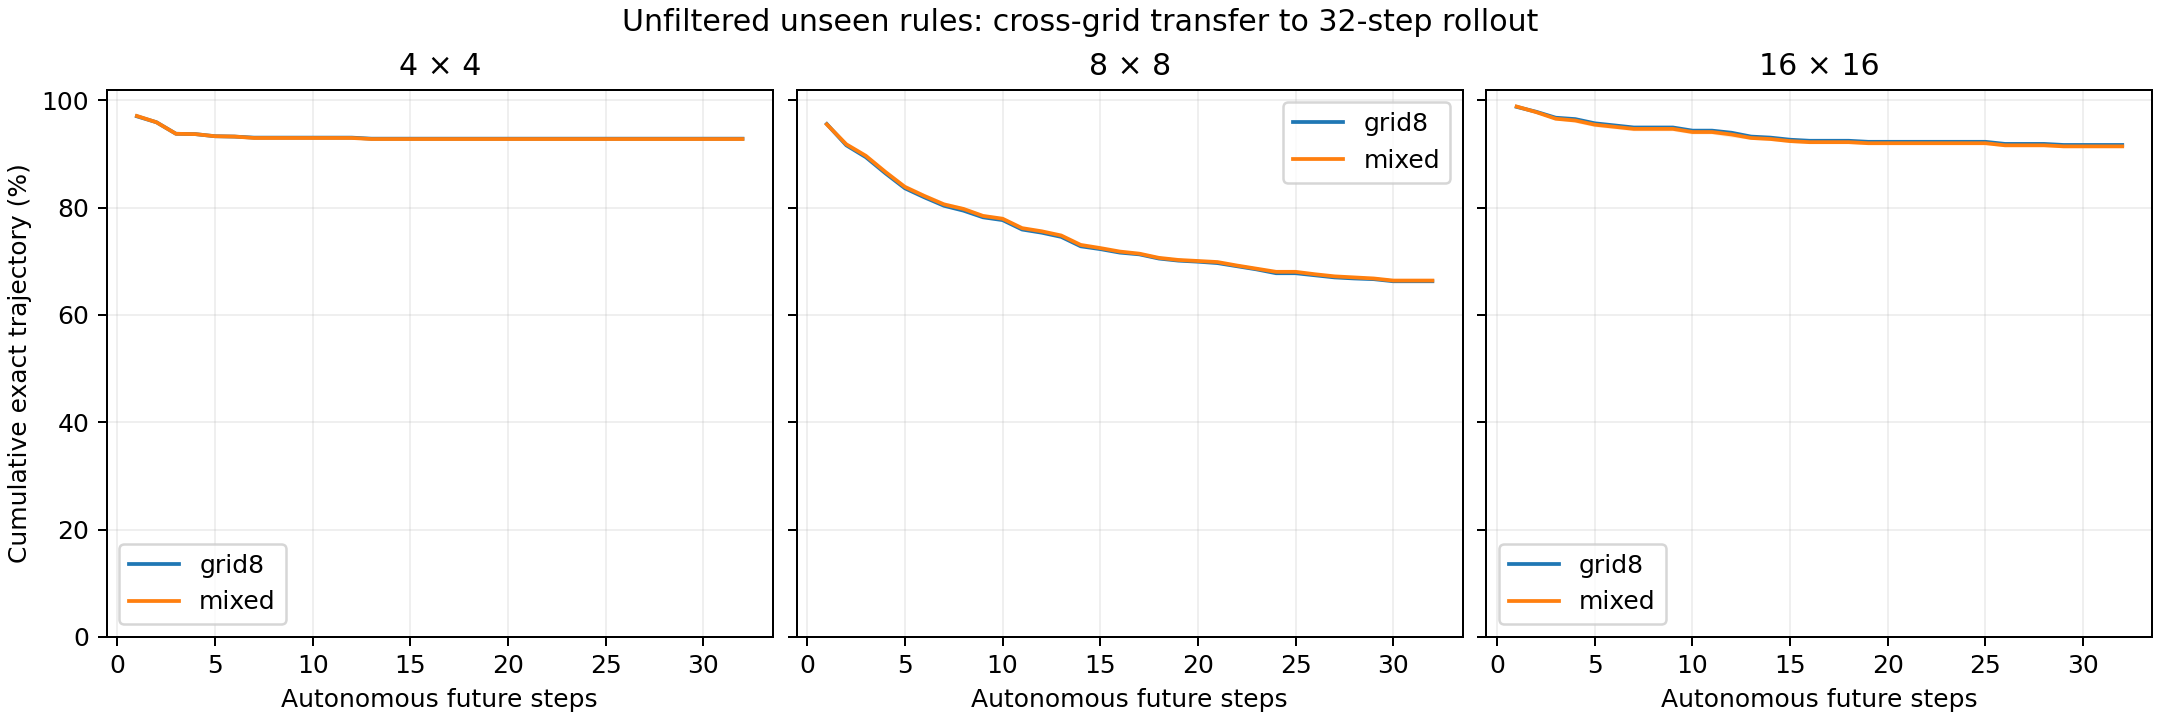 Unfiltered unseen rules: cross-grid transfer to 32-step rollout
4 × 4
8 × 8
16 × 16
Cumulative exact trajectory (%)
100
80
60
40
20
0
grid8
mixed
0 5 10 15 20 25 30
Autonomous future steps
grid8
mixed
0 5 10 15 20 25 30
Autonomous future steps
grid8
mixed
0 5 10 15 20 25 30
Autonomous future steps